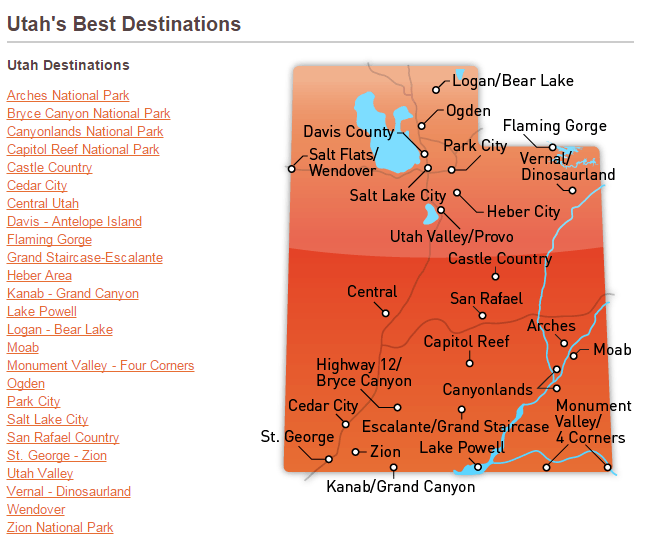 Utah's Best Destinations
Utah Destinations
Arches National Park
Bryce Canyon National Park
Canyonlands National Park
Capitol Reef National Park
Castle Country
Cedar City
Central Utah
Davis - Antelope Island
Flaming Gorge
Grand Staircase-Escalante
Heber Area
Kanab - Grand Canyon
Lake Powell
Logan - Bear Lake
Moab
Monument Valley - Four Corners
Ogden
Park City
Salt Lake City
San Rafael Country
St. George - Zion
Utah Valley
Vernal - Dinosaurland
Wendover
Zion National Park
Logan/Bear Lake
Ogden
Flaming Gorge
Davis County
Park City
Salt Flats/
Wendover
Vernal/
Dinosaurland
Salt Lake City
Heber City
Utah Valley/Provo
Castle Country
Central
San Rafael
Arches
Capitol Reef
Moab
Highway 12/
Bryce Canyon
Canyonlands
Cedar City
Monument
Valley/
4 Corners
Escalante/Grand Staircase
St. George
Zion
Lake Powell
Kanab/Grand Canyon